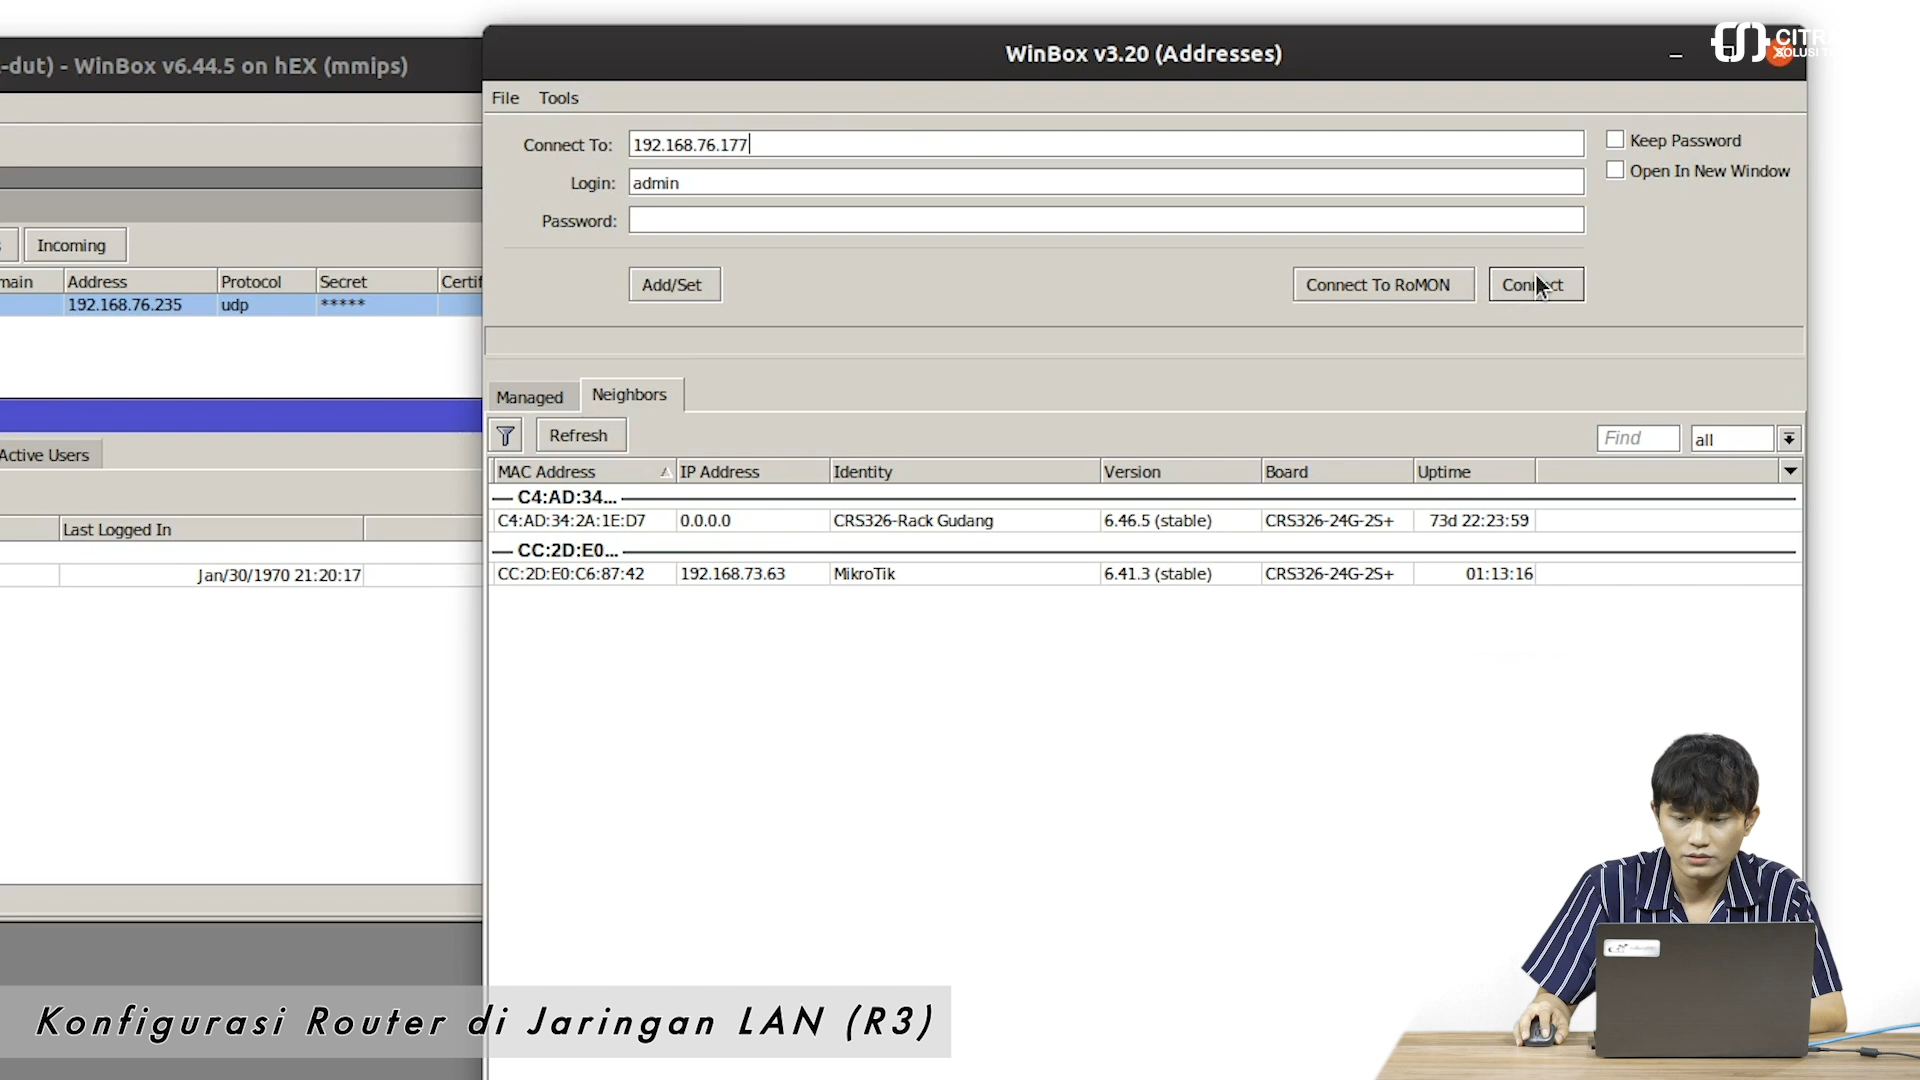 -dut) - WinBox v6.44.5 on hEX (mmips)
Incoming
main Address Protocol Secret Certif
192.168.76.235 udp *****
Active Users
Last Logged In
Jan/30/1970 21:20:17
WinBox v3.20 (Addresses)
CITR
SOLUSI T
File Tools
Connect To: 192.168.76.177
Keep Password
Login: admin
Open In New Window
Password:
Add/Set Connect To RoMON Connect
Managed Neighbors
Refresh Find all
MAC Address IP Address Identity Version Board Uptime
C4:AD:34...
C4:AD:34:2A:1E:D7 0.0.0.0 CRS326-Rack Gudang 6.46.5 (stable) CRS326-24G-2S+ 73d 22:23:59
CC:2D:E0...
CC:2D:E0:C6:87:42 192.168.73.63 MikroTik 6.41.3 (stable) CRS326-24G-2S+ 01:13:16
Konfigurasi Router di Jaringan LAN (R3)